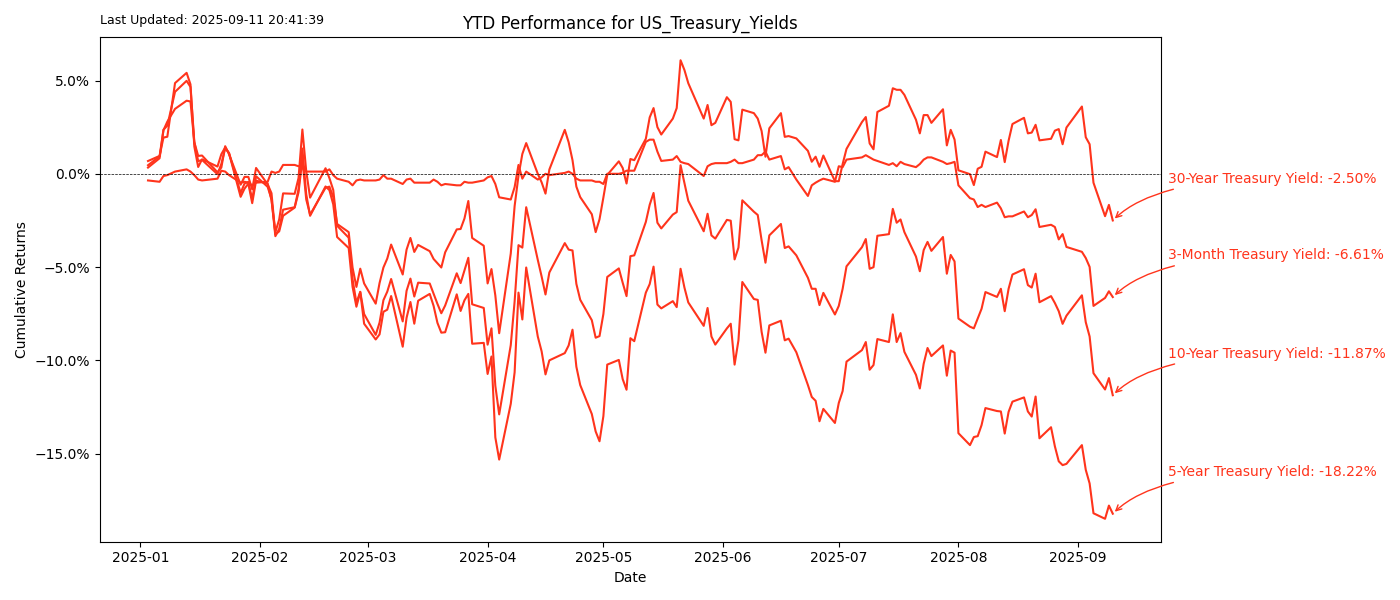 Last Updated: 2025-09-11 20:41:39
YTD Performance for US_Treasury_Yields
Cumulative Returns
5.0%
0.0%
−5.0%
−10.0%
−15.0%
30-Year Treasury Yield: -2.50%
3-Month Treasury Yield: -6.61%
10-Year Treasury Yield: -11.87%
5-Year Treasury Yield: -18.22%
2025-01 2025-02 2025-03 2025-04 2025-05 2025-06 2025-07 2025-08 2025-09
Date